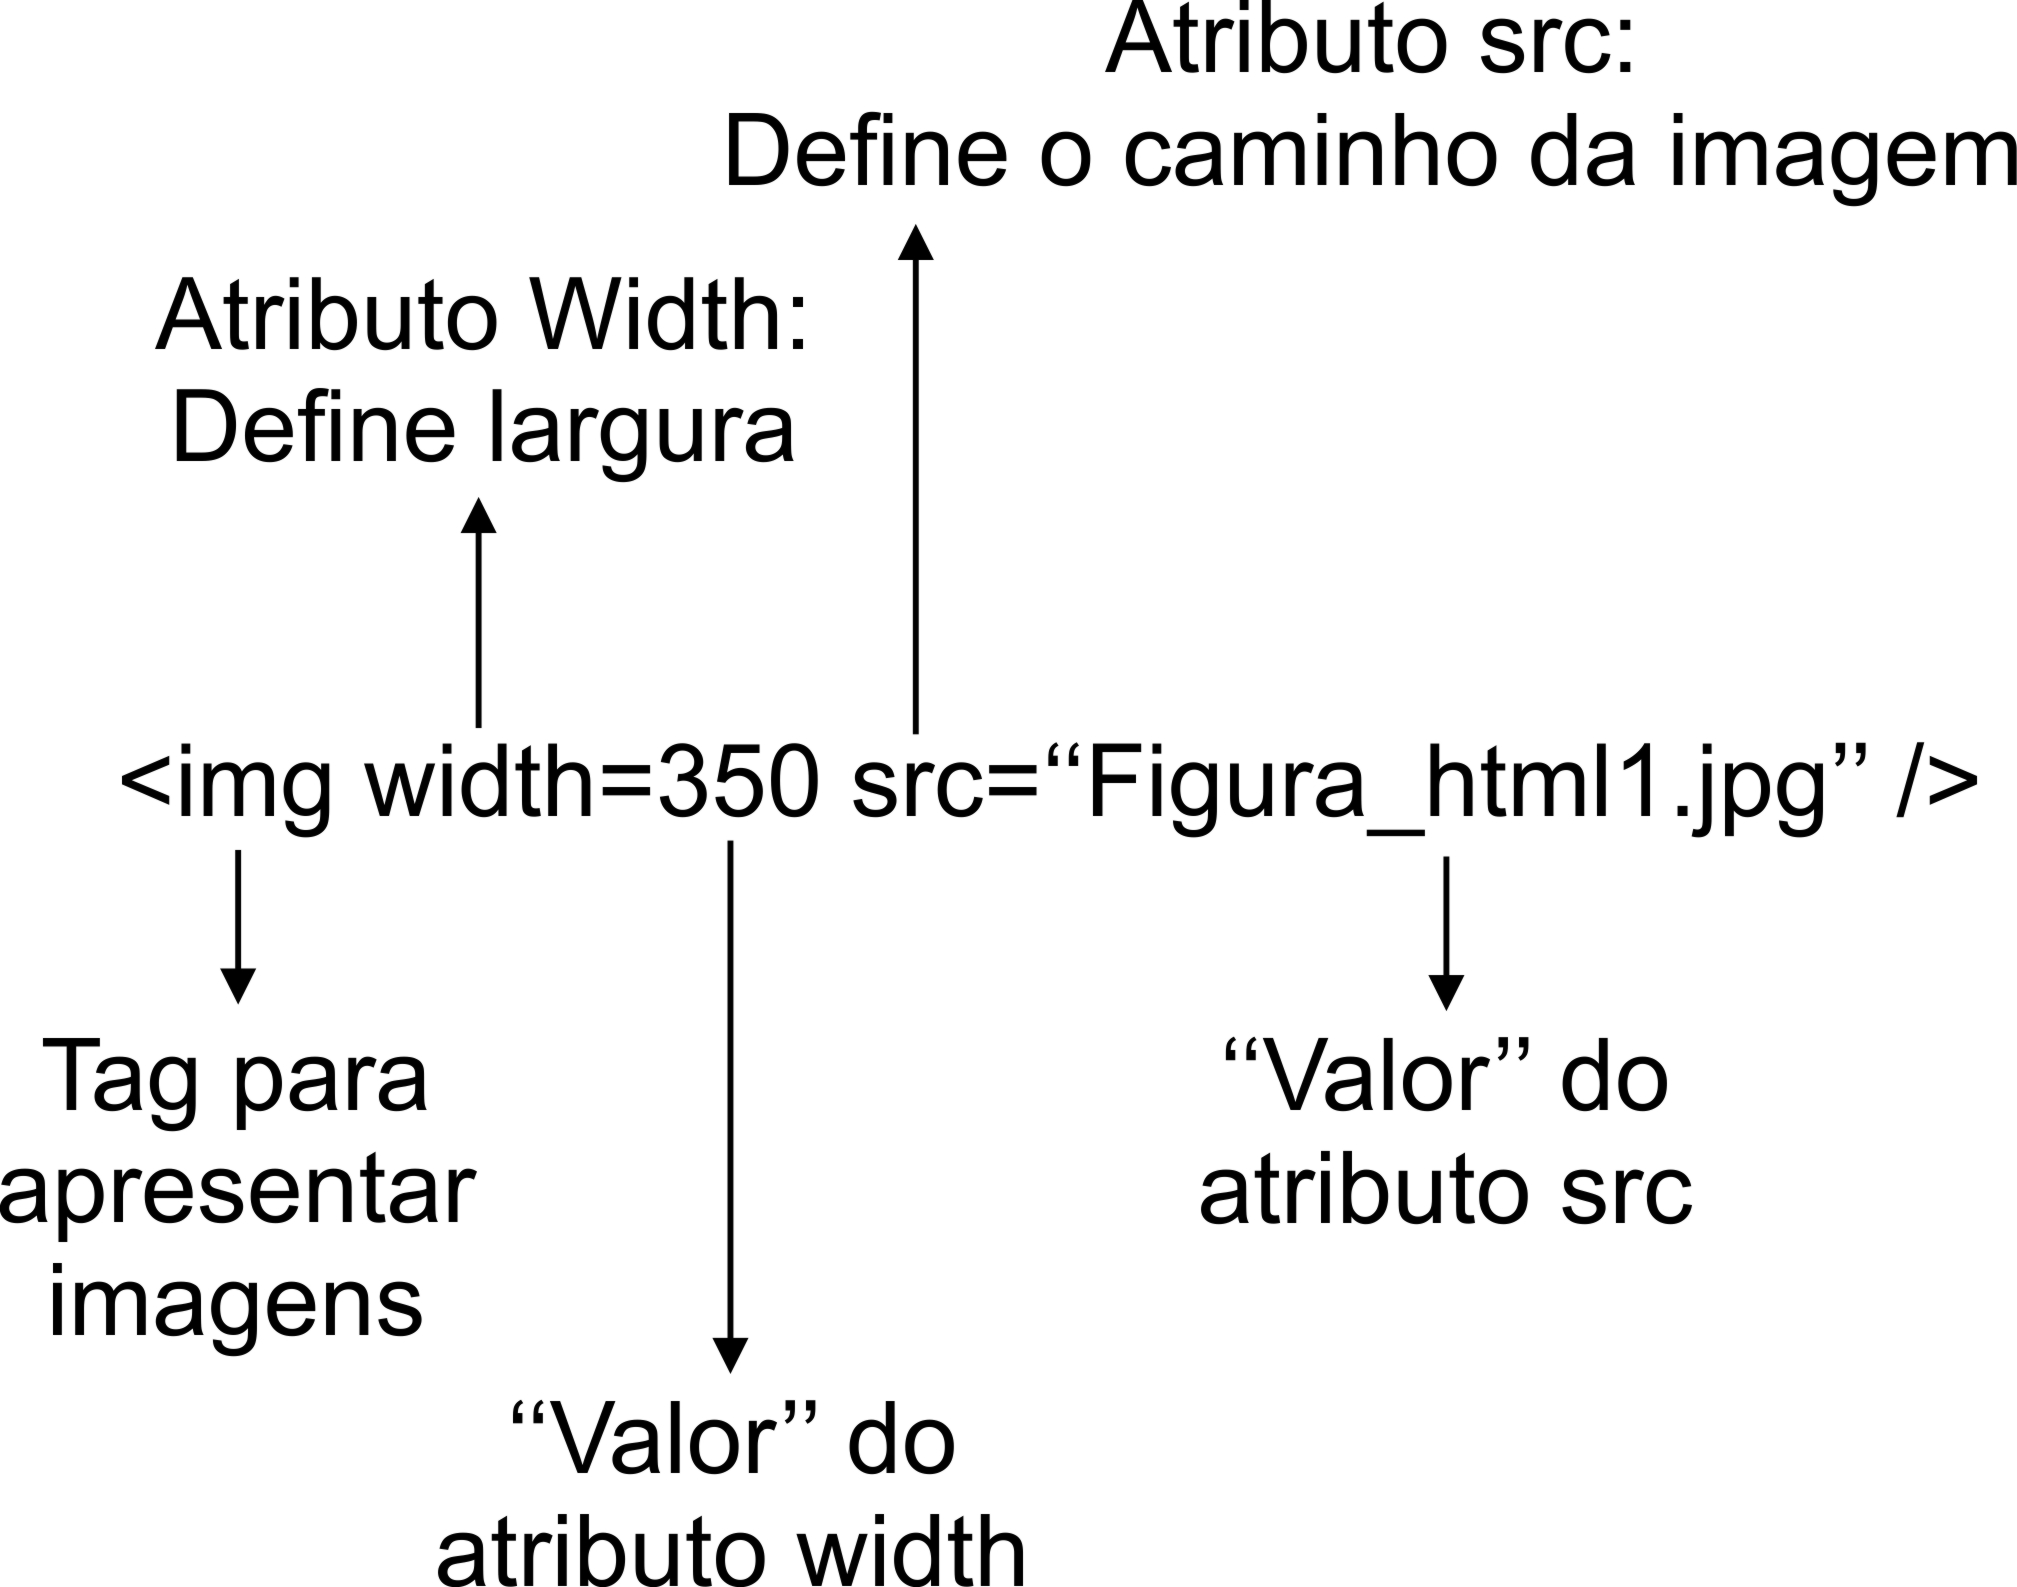 Atributo src:
Define o caminho da imagem
Atributo Width:
Define largura
<img width=350 src=“Figura_html1.jpg” />
Tag para
apresentar
imagens
“Valor” do
atributo src
“Valor” do
atributo width